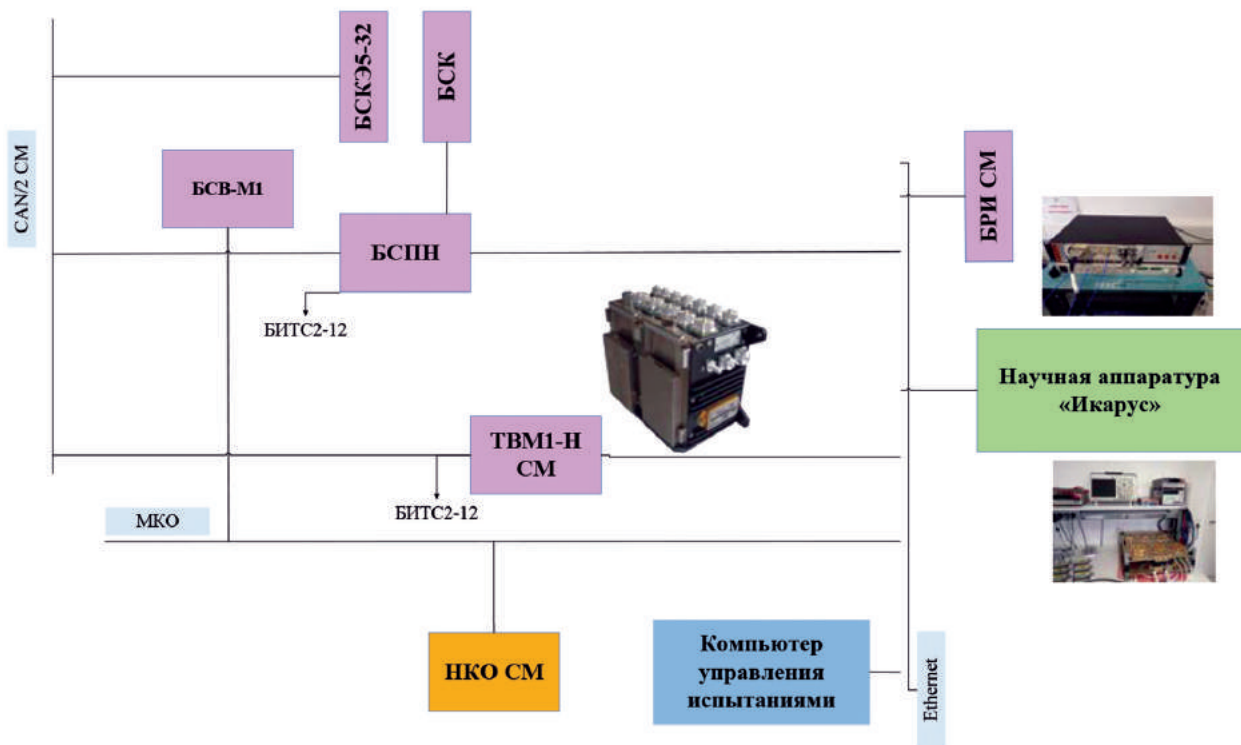 БСКЭ5-32
БСК
CAN/2 СМ
БСВ-М1
БСПН
БРИ СМ
БИТС2-12
Научная аппаратура
«Икарус»
ТВМ1-Н
СМ
БИТС2-12
МКО
НКО СМ
Компьютер
управления
испытаниями
Ethernet